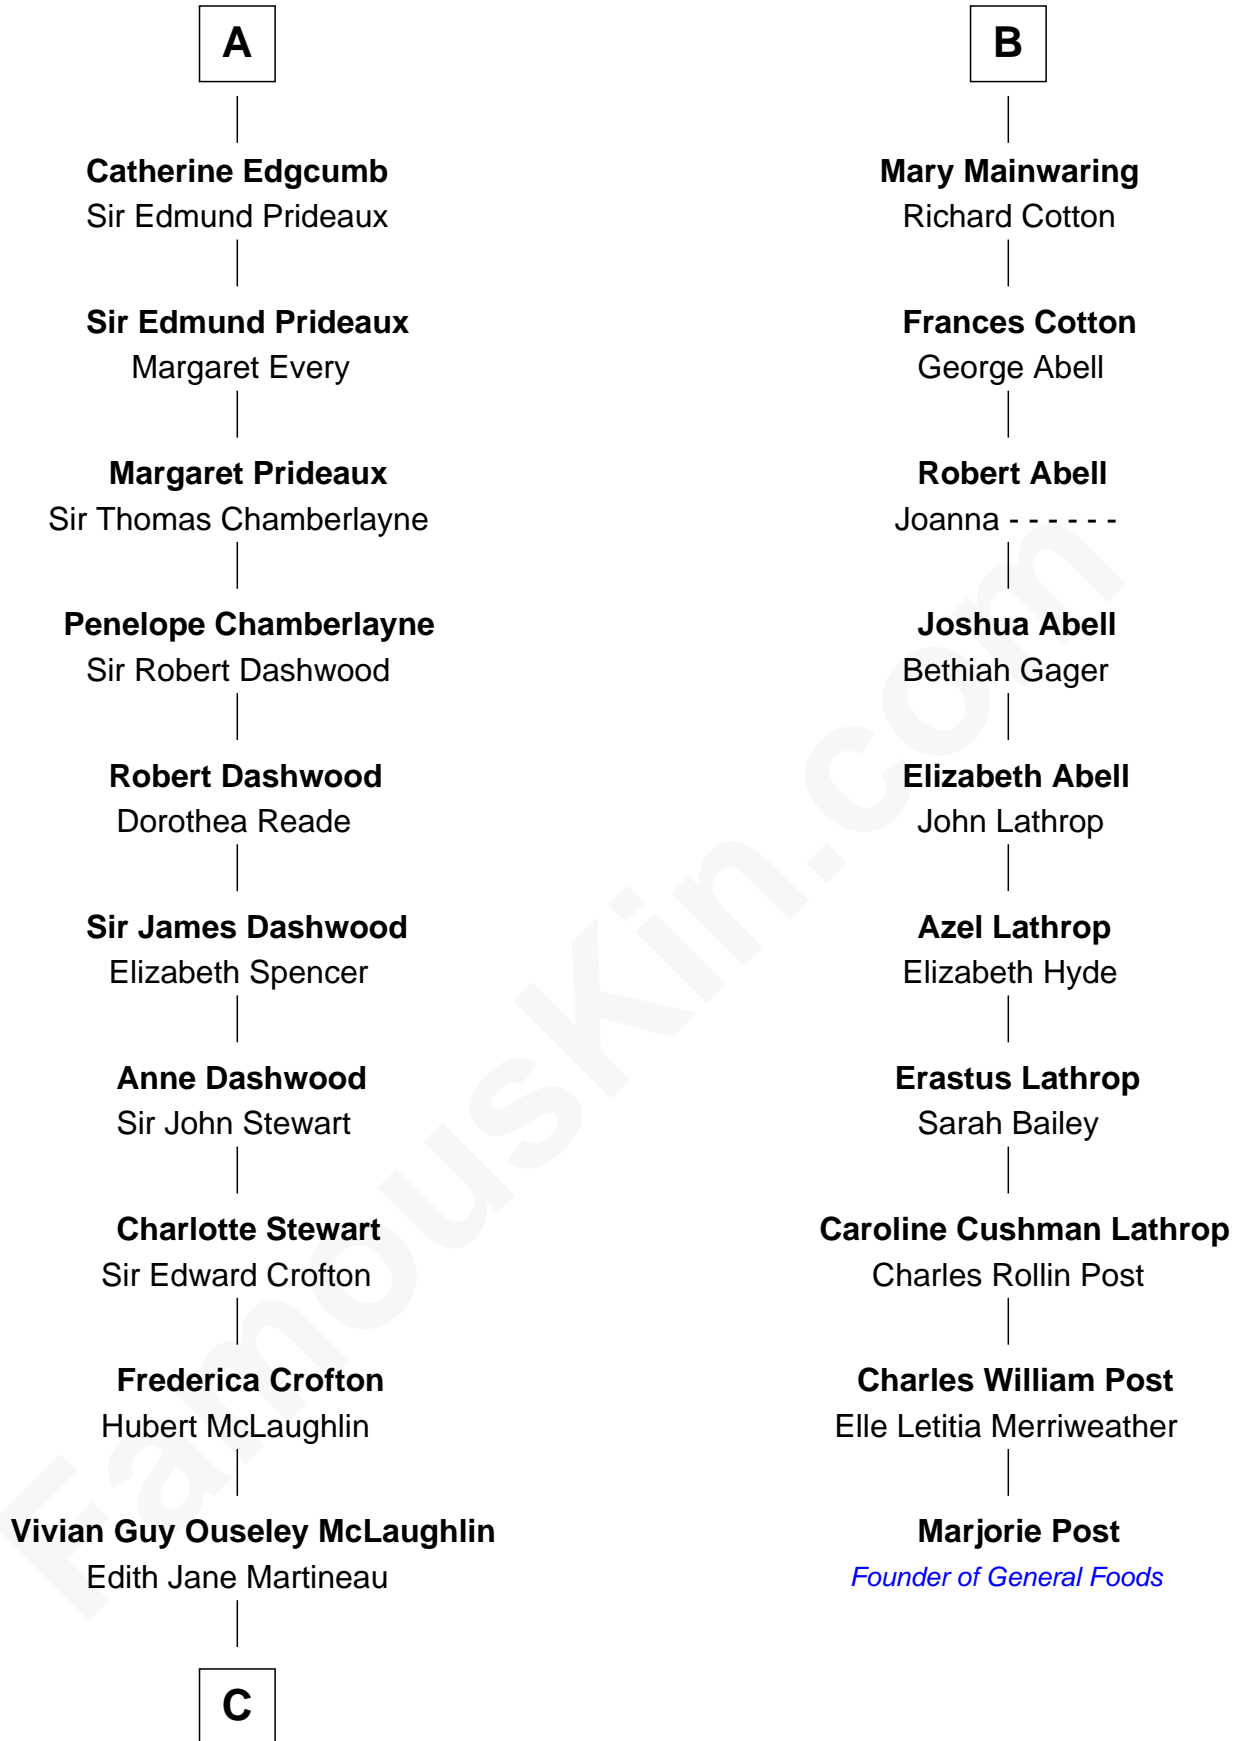 A
Catherine Edgcumb
Sir Edmund Prideaux
Sir Edmund Prideaux
Margaret Every
Margaret Prideaux
Sir Thomas Chamberlayne
Penelope Chamberlayne
Sir Robert Dashwood
Robert Dashwood
Dorothea Reade
Sir James Dashwood
Elizabeth Spencer
Anne Dashwood
Sir John Stewart
Charlotte Stewart
Sir Edward Crofton
Frederica Crofton
Hubert McLaughlin
Vivian Guy Ouseley McLaughlin
Edith Jane Martineau
C
B
Mary Mainwaring
Richard Cotton
Frances Cotton
George Abell
Robert Abell
Joanna - - - - - -
Joshua Abell
Bethiah Gager
Elizabeth Abell
John Lathrop
Azel Lathrop
Elizabeth Hyde
Erastus Lathrop
Sarah Bailey
Caroline Cushman Lathrop
Charles Rollin Post
Charles William Post
Elle Letitia Merriweather
Marjorie Post
Founder of General Foods
FamousKin.com